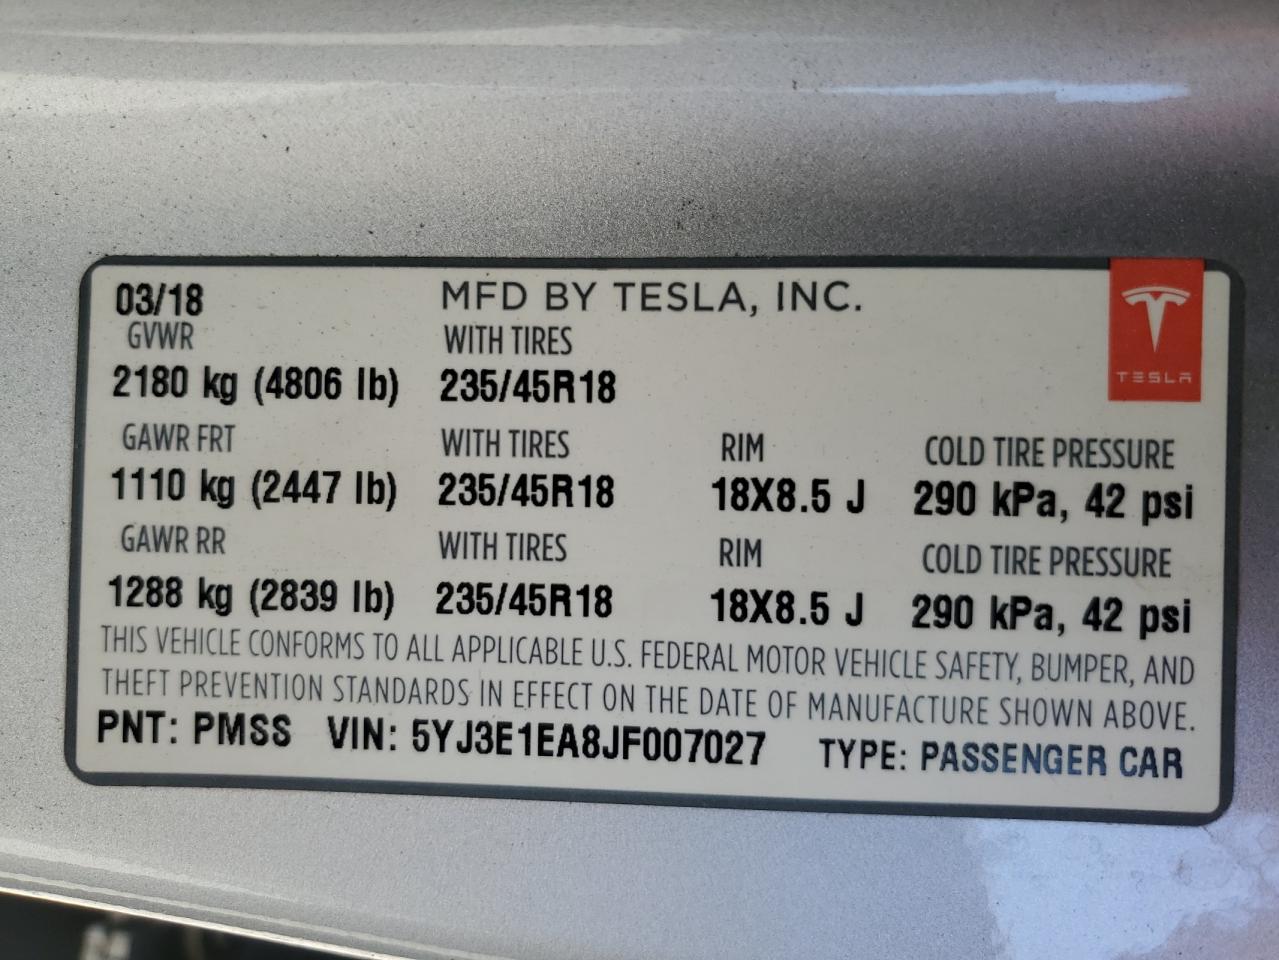 03/18 MFD BY TESLA, INC.
GVWR WITH TIRES
2180 kg (4806 lb) 235/45R18
TESLA
GAWR FRT WITH TIRES RIM COLD TIRE PRESSURE
1110 kg (2447 lb) 235/45R18 18X8.5 J 290 kPa, 42 psi
GAWR RR WITH TIRES RIM COLD TIRE PRESSURE
1288 kg (2839 lb) 235/45R18 18X8.5 J 290 kPa, 42 psi
THIS VEHICLE CONFORMS TO ALL APPLICABLE U.S. FEDERAL MOTOR VEHICLE SAFETY, BUMPER, AND
THEFT PREVENTION STANDARDS IN EFFECT ON THE DATE OF MANUFACTURE SHOWN ABOVE.
PNT: PMSS VIN: 5YJ3E1EA8JF007027 TYPE: PASSENGER CAR